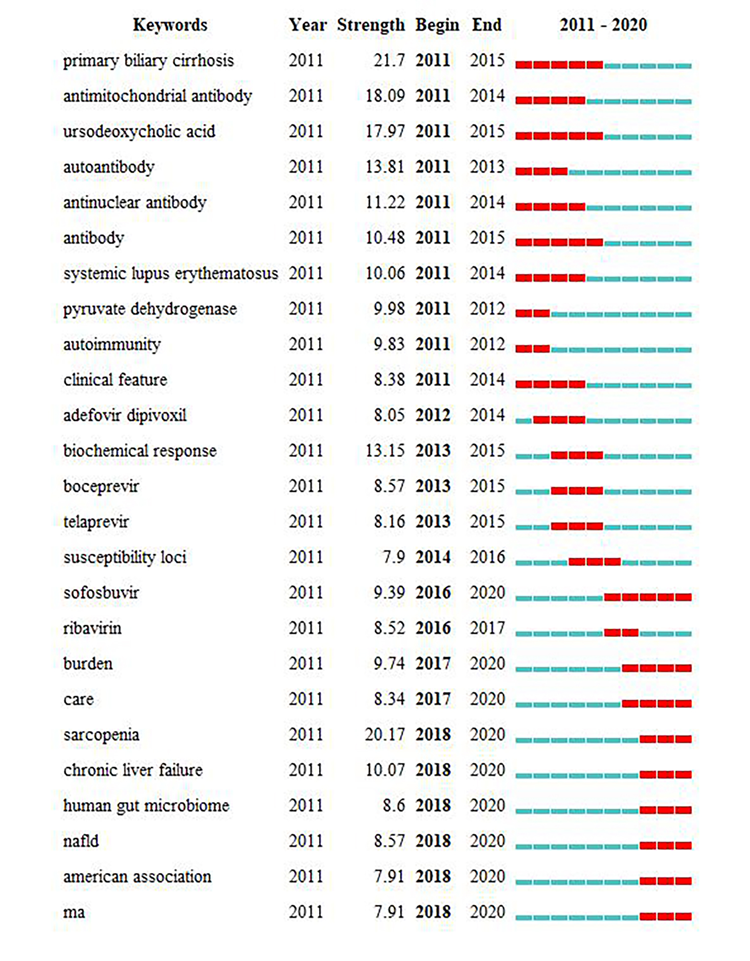 Keywords Year Strength Begin End 2011 - 2020
primary biliary cirrhosis 2011 21.7 2011 2015
antimitochondrial antibody 2011 18.09 2011 2014
ursodeoxycholic acid 2011 17.97 2011 2015
autoantibody 2011 13.81 2011 2013
antinuclear antibody 2011 11.22 2011 2014
antibody 2011 10.48 2011 2015
systemic lupus erythematosus 2011 10.06 2011 2014
pyruvate dehydrogenase 2011 9.98 2011 2012
autoimmunity 2011 9.83 2011 2012
clinical feature 2011 8.38 2011 2014
adefovir dipivoxil 2011 8.05 2012 2014
biochemical response 2011 13.15 2013 2015
boceprevir 2011 8.57 2013 2015
telaprevir 2011 8.16 2013 2015
susceptibility loci 2011 7.9 2014 2016
sofosbuvir 2011 9.39 2016 2020
ribavirin 2011 8.52 2016 2017
burden 2011 9.74 2017 2020
care 2011 8.34 2017 2020
sarcopenia 2011 20.17 2018 2020
chronic liver failure 2011 10.07 2018 2020
human gut microbiome 2011 8.6 2018 2020
nafld 2011 8.57 2018 2020
american association 2011 7.91 2018 2020
ma 2011 7.91 2018 2020